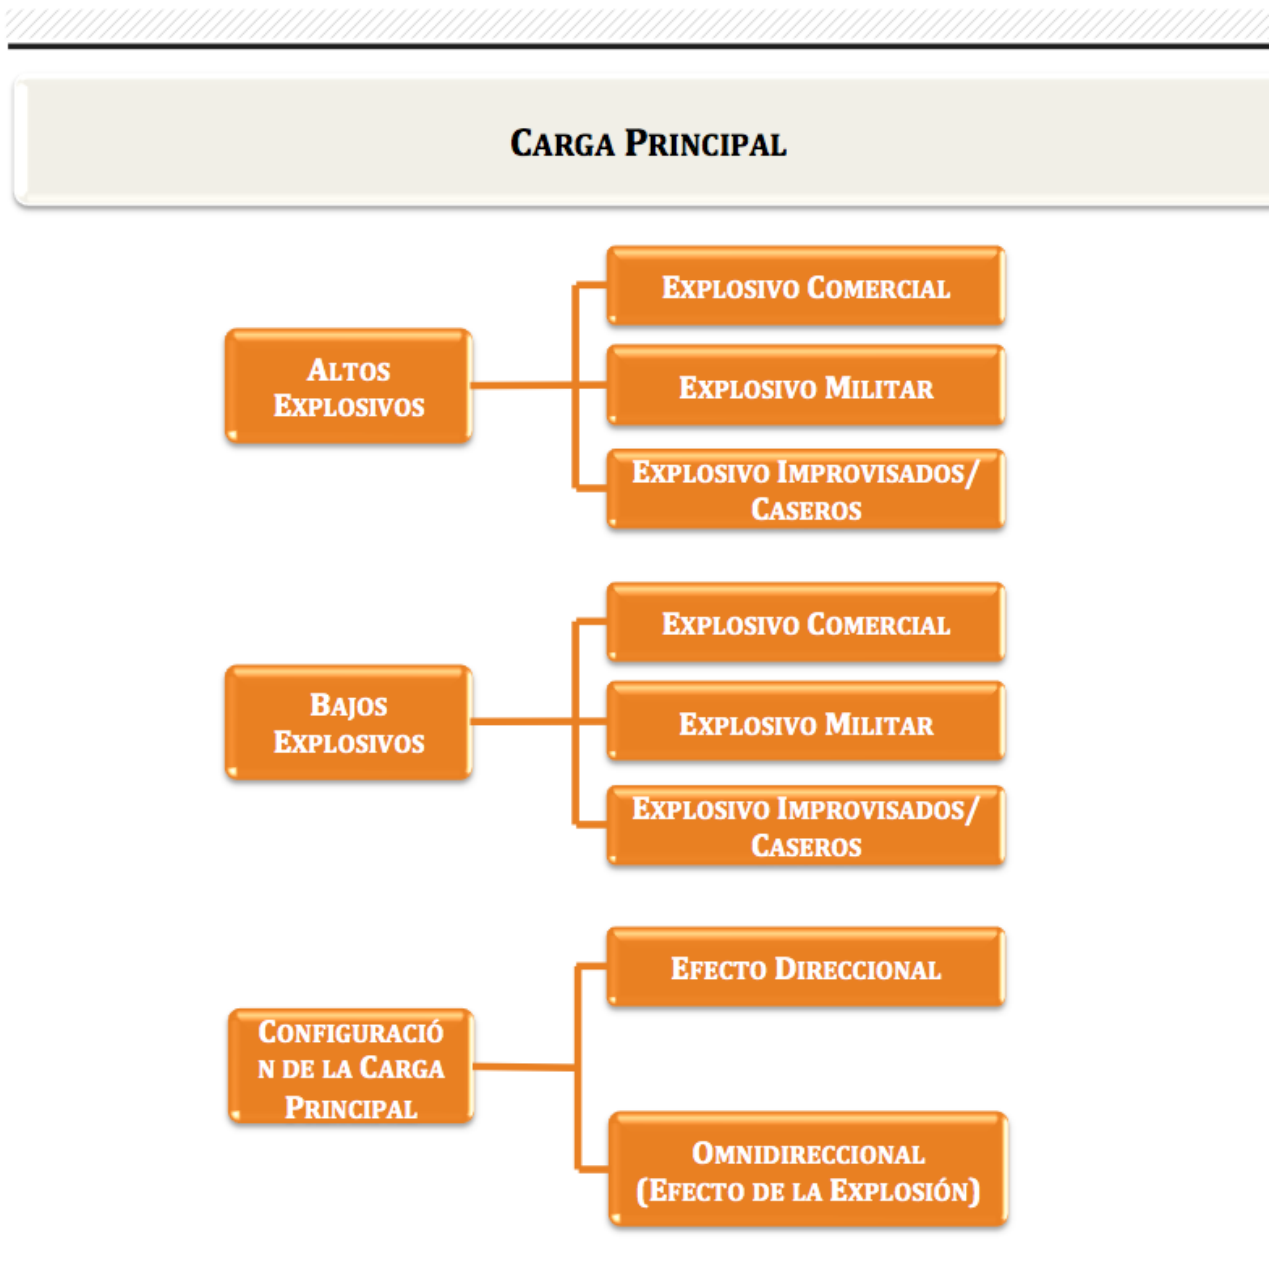 CARGA PRINCIPAL
ALTOS
EXPLOSIVOS
EXPLOSIVO COMERCIAL
EXPLOSIVO MILITAR
EXPLOSIVO IMPROVISADOS/
CASEROS
BAJOS
EXPLOSIVOS
EXPLOSIVO COMERCIAL
EXPLOSIVO MILITAR
EXPLOSIVO IMPROVISADOS/
CASEROS
CONFIGURACIÓ
N DE LA CARGA
PRINCIPAL
EFECTO DIRECCIONAL
OMNIDIRECCIONAL
(EFECTO DE LA EXPLOSIÓN)